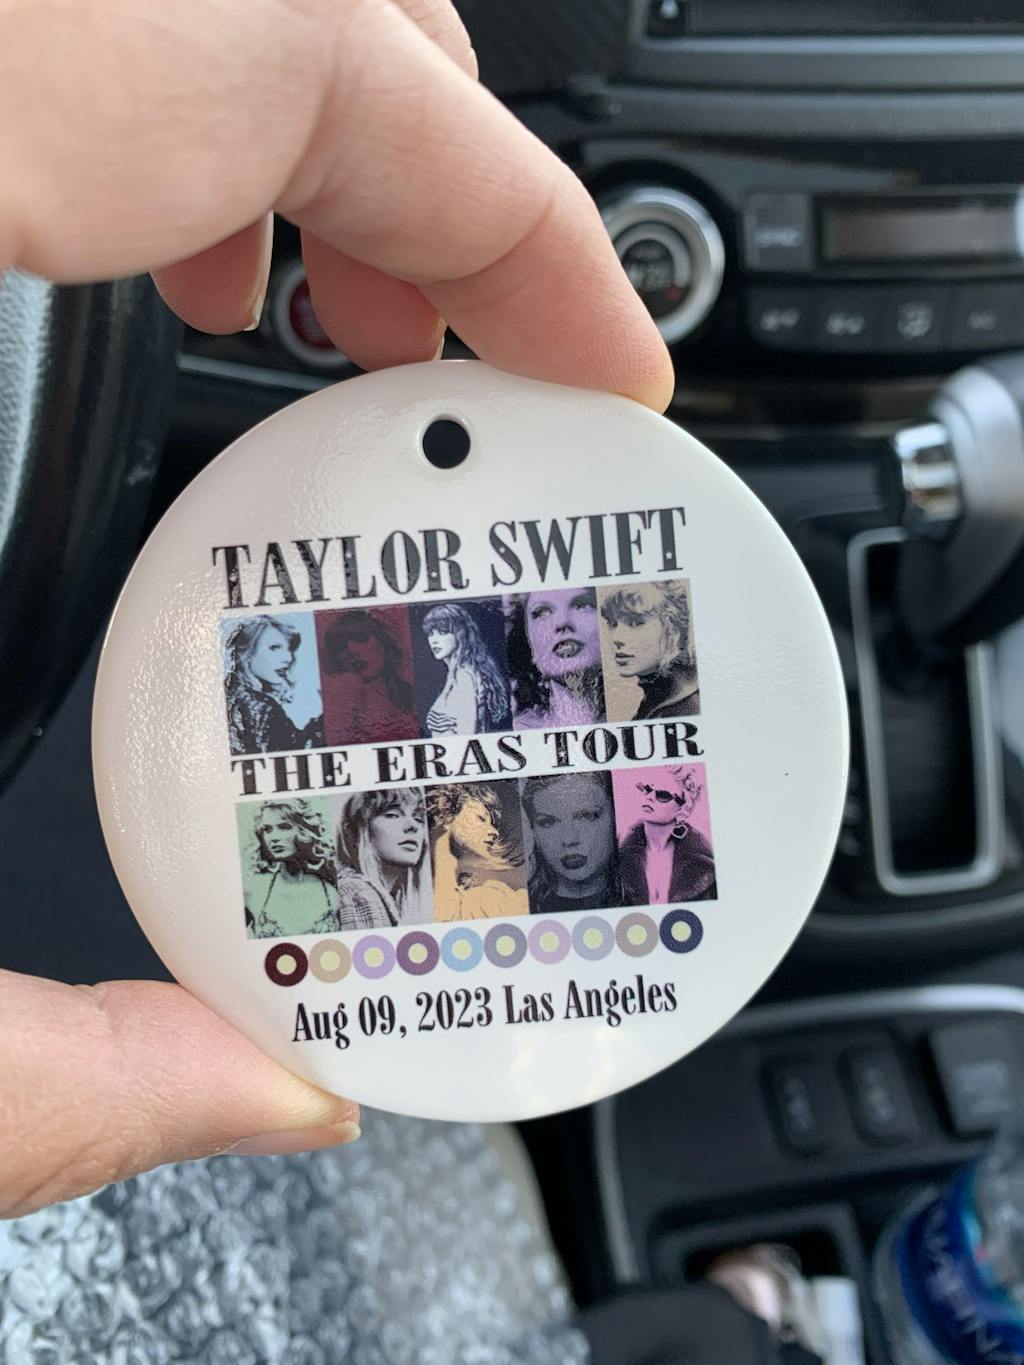 TAYLOR SWIFT
THE ERAS TOUR
Aug 09, 2023 Las Angeles